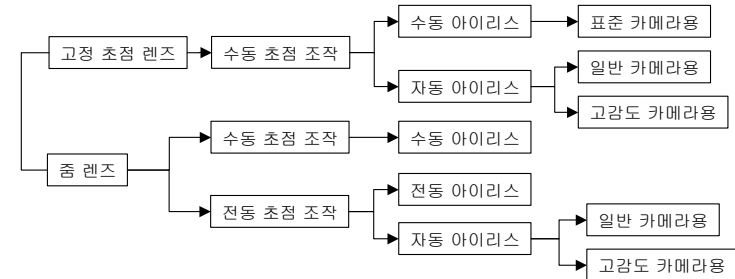 고정 초점 렌즈
수동 초점 조작
수동 아이리스
표준 카메라용
자동 아이리스
일반 카메라용
고감도 카메라용
줌 렌즈
수동 초점 조작
수동 아이리스
전동 초점 조작
전동 아이리스
자동 아이리스
일반 카메라용
고감도 카메라용